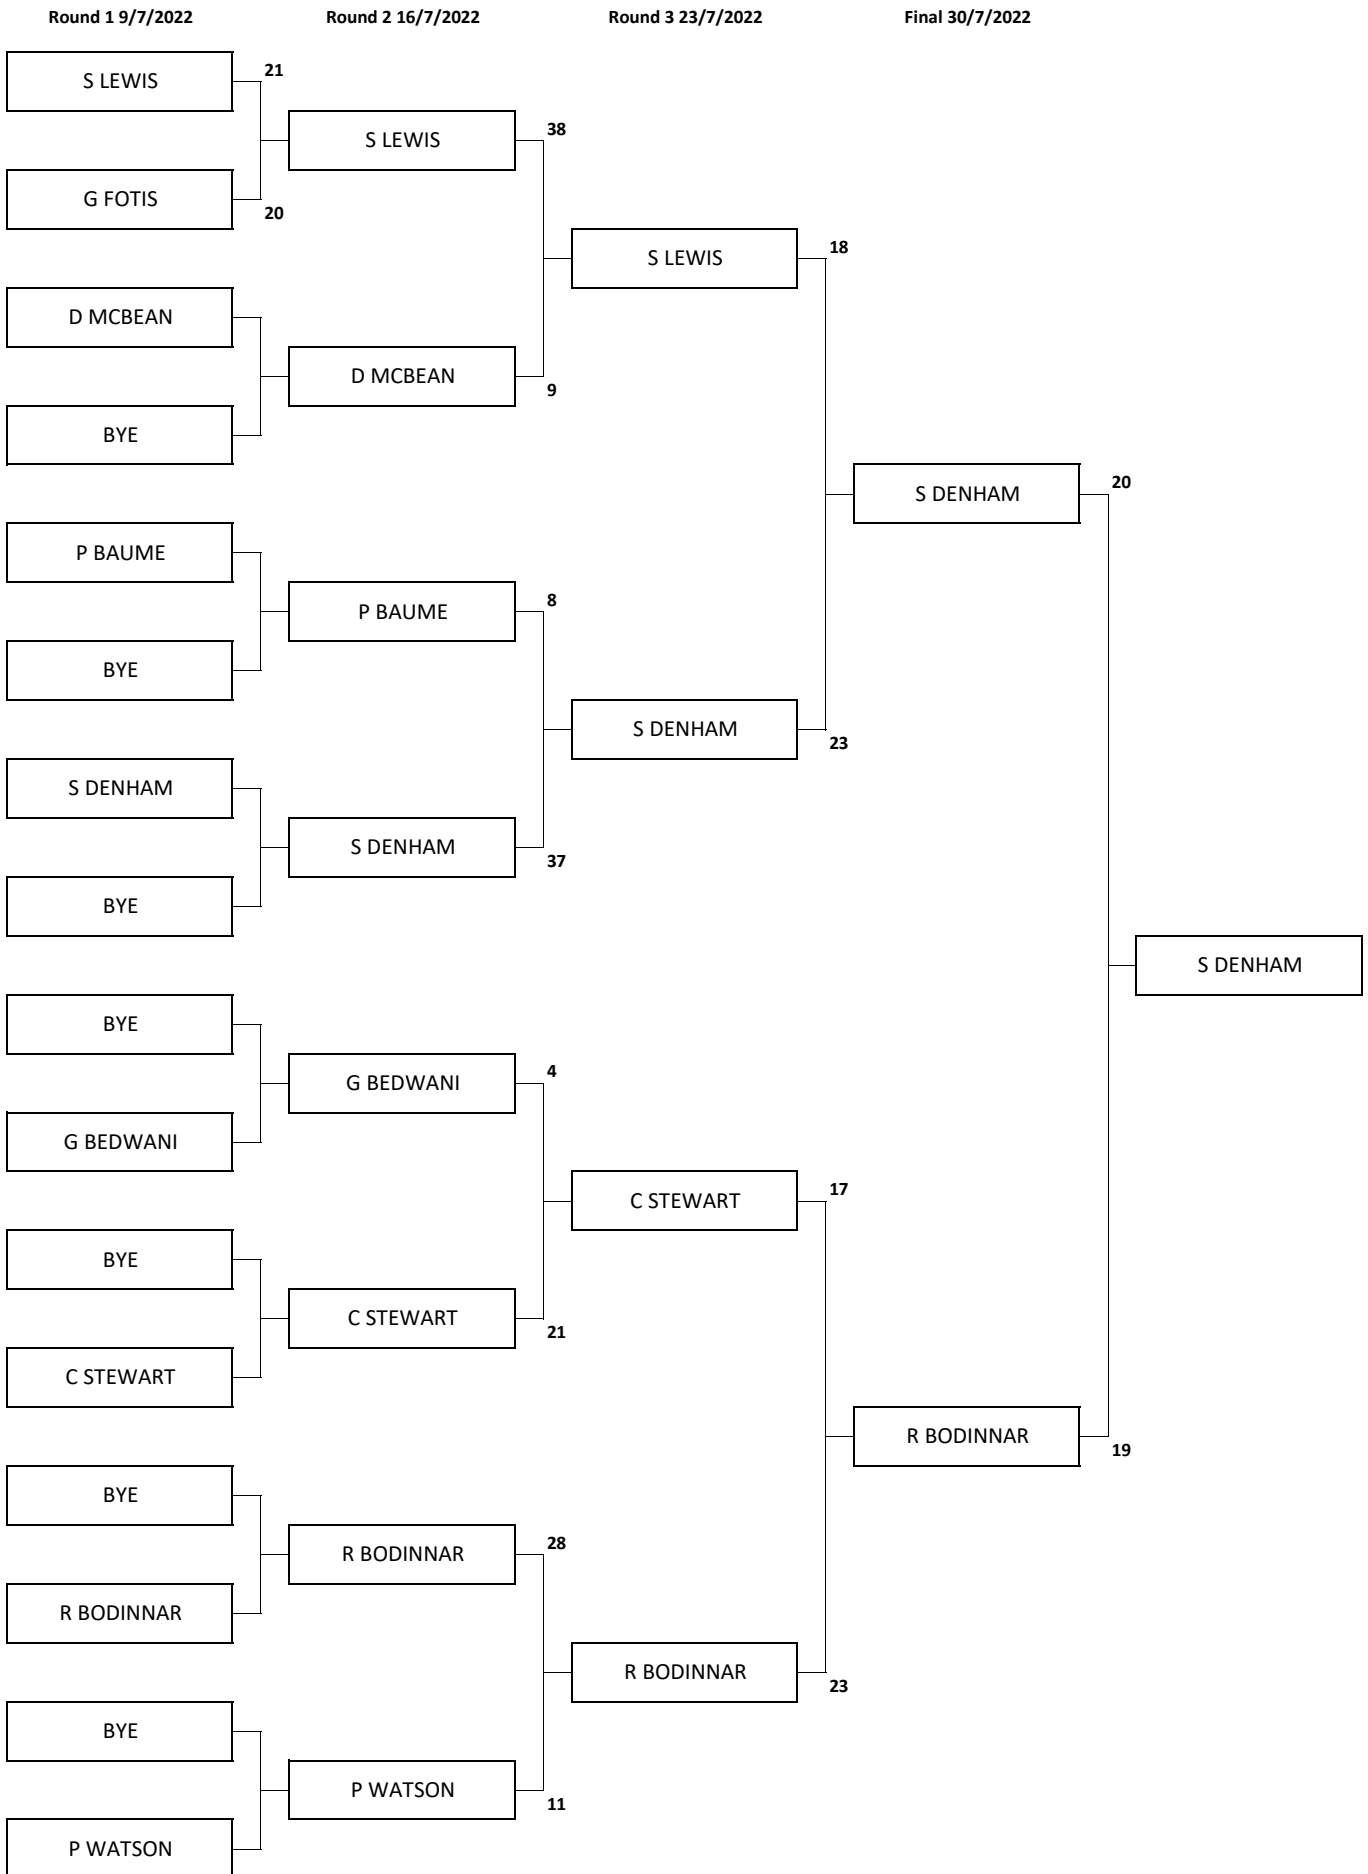 Round 1 9/7/2022 Round 2 16/7/2022 Round 3 23/7/2022 Final 30/7/2022
S LEWIS 21
S LEWIS 38
G FOTIS 20
S LEWIS 18
D MCBEAN
D MCBEAN 9
BYE
S DENHAM 20
P BAUME
P BAUME 8
BYE
S DENHAM 23
S DENHAM
S DENHAM 37
BYE
S DENHAM
BYE
G BEDWANI 4
G BEDWANI
C STEWART 17
BYE
C STEWART 21
C STEWART
R BODINNAR 19
BYE
R BODINNAR 28
R BODINNAR
R BODINNAR 23
BYE
P WATSON 11
P WATSON